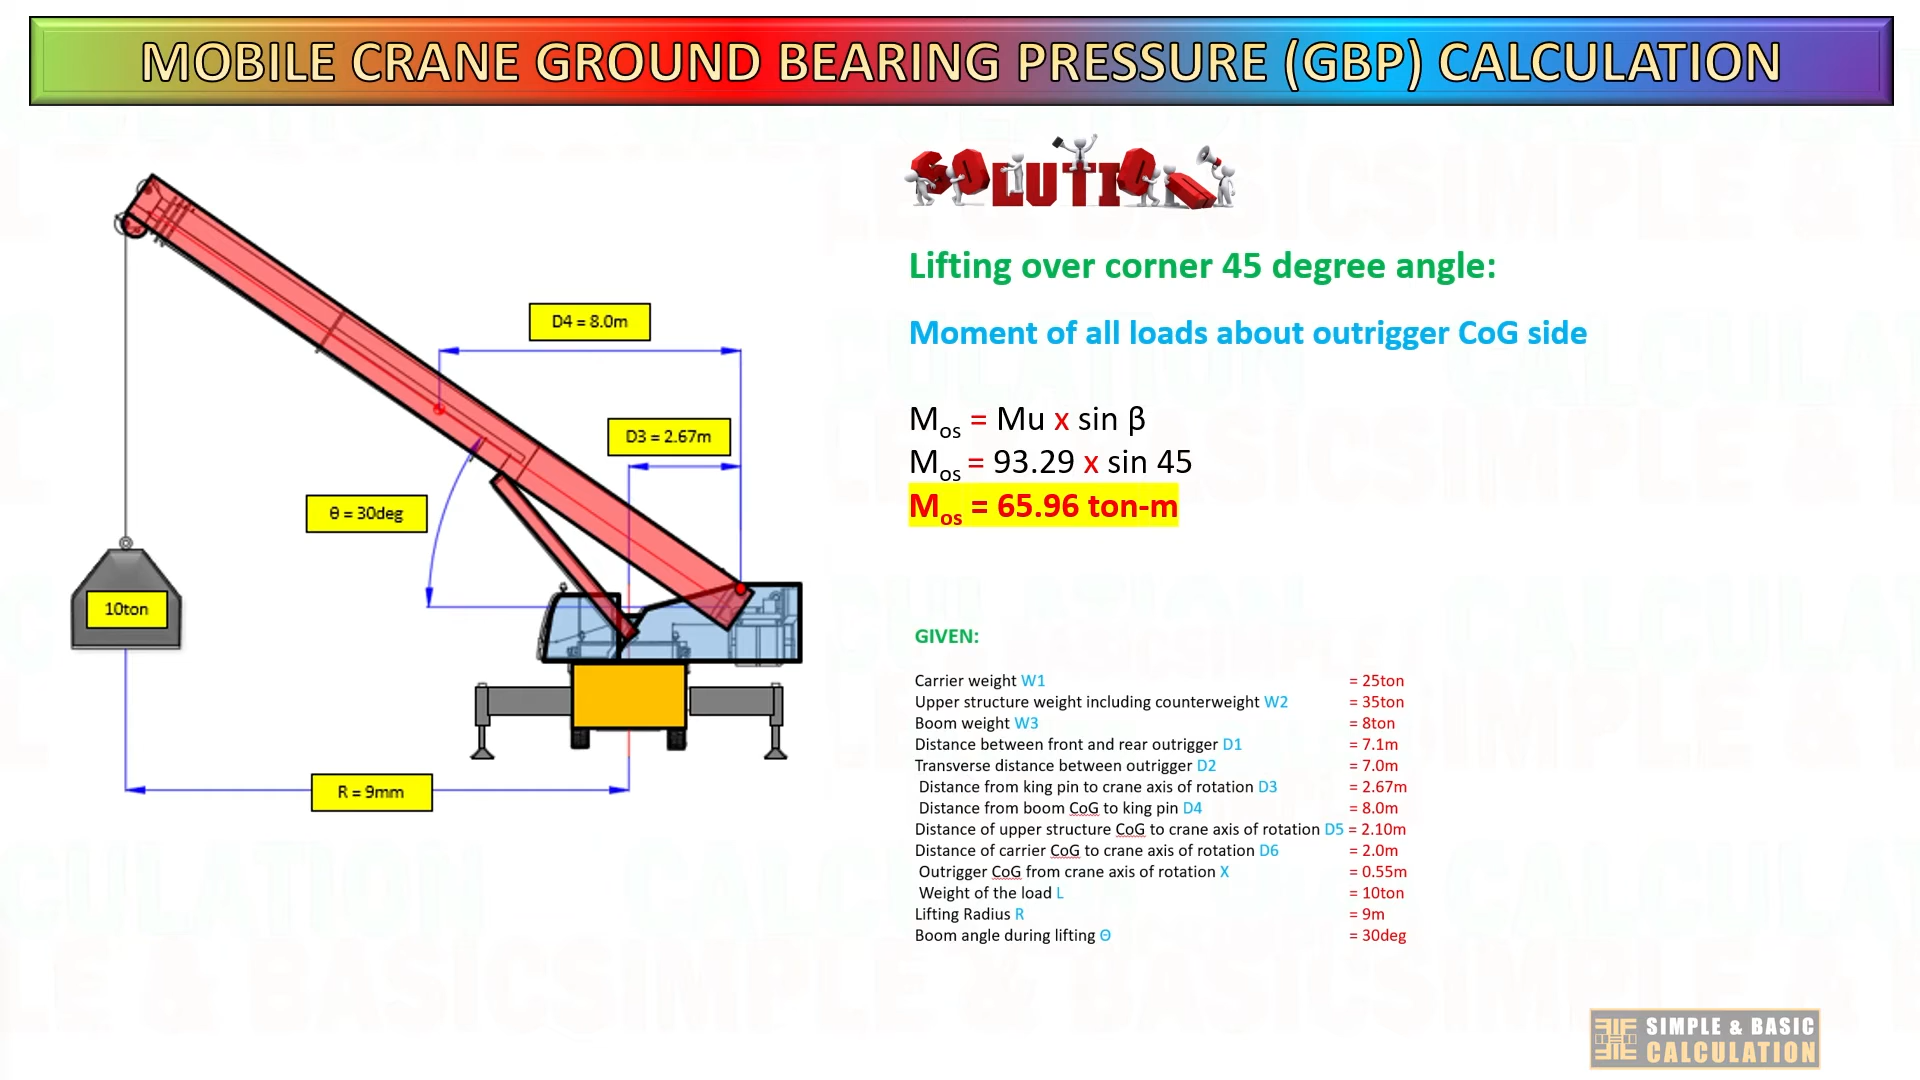 MOBILE CRANE GROUND BEARING PRESSURE (GBP) CALCULATION
SOLUTION
Lifting over corner 45 degree angle:
Moment of all loads about outrigger CoG side
Mos = Mu x sin β
Mos = 93.29 x sin 45
Mos = 65.96 ton-m
D4 = 8.0m
D3 = 2.67m
θ = 30deg
10ton
R = 9mm
GIVEN:
Carrier weight W1 = 25ton
Upper structure weight including counterweight W2 = 35ton
Boom weight W3 = 8ton
Distance between front and rear outrigger D1 = 7.1m
Transverse distance between outrigger D2 = 7.0m
Distance from king pin to crane axis of rotation D3 = 2.67m
Distance from boom CoG to king pin D4 = 8.0m
Distance of upper structure CoG to crane axis of rotation D5 = 2.10m
Distance of carrier CoG to crane axis of rotation D6 = 2.0m
Outrigger CoG from crane axis of rotation X = 0.55m
Weight of the load L = 10ton
Lifting Radius R = 9m
Boom angle during lifting Θ = 30deg
SIMPLE & BASIC
CALCULATION